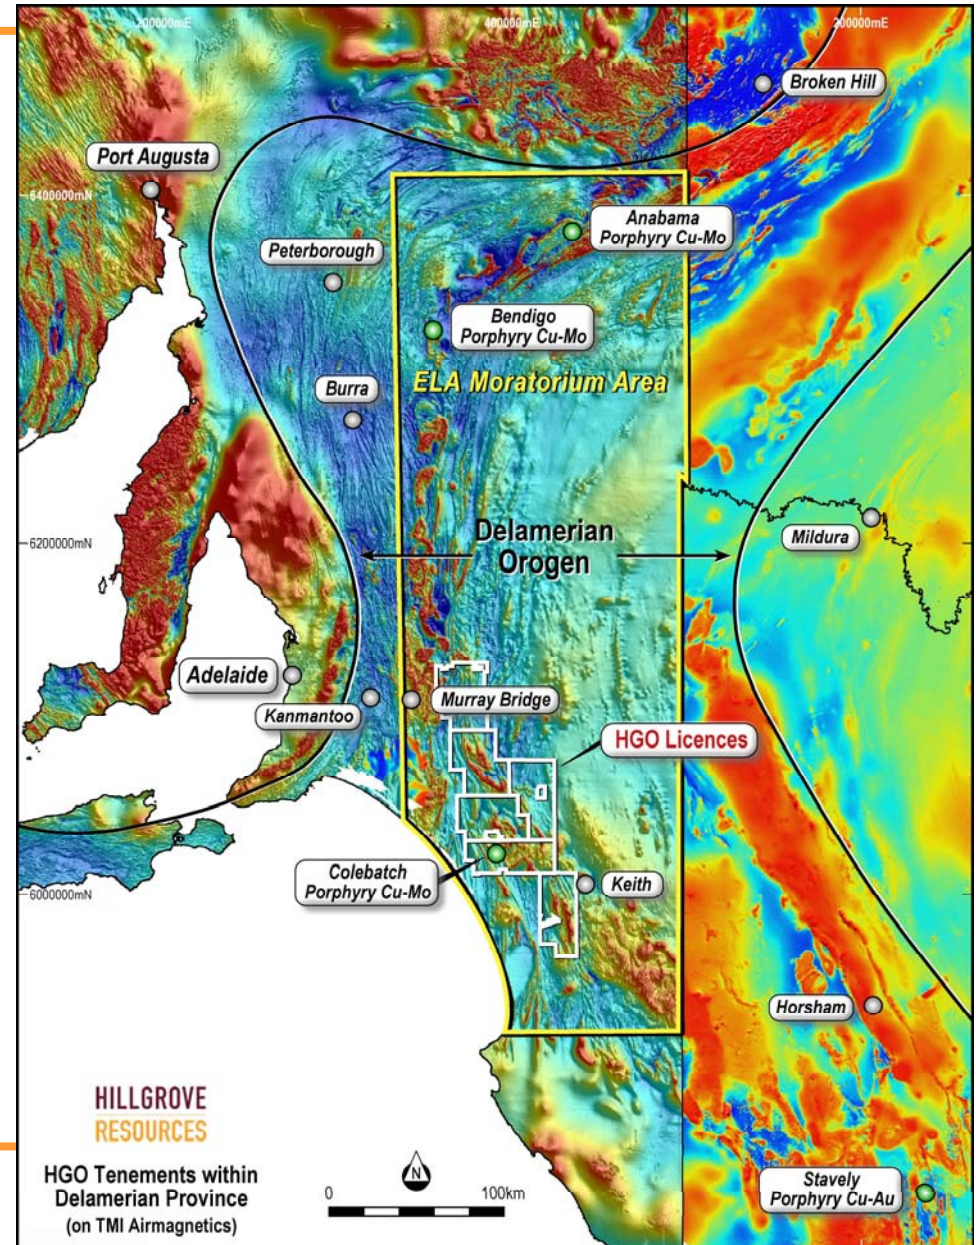 200000mE
400000mE
200000mE
Broken Hill
Port Augusta
6400000mN
Anabama
Porphyry Cu-Mo
Peterborough
Bendigo
Porphyry Cu-Mo
ELA Moratorium Area
Burra
Delamerian
Orogen
Mildura
6200000mN
Adelaide
Kanmantoo
Murray Bridge
HGO Licences
Colebatch
Porphyry Cu-Mo
Keith
6000000mN
Horsham
HILLGROVE
RESOURCES
HGO Tenements within
Delamerian Province
(on TMI Airmagnetics)
N
0
100km
Stavely
Porphyry Cu-Au